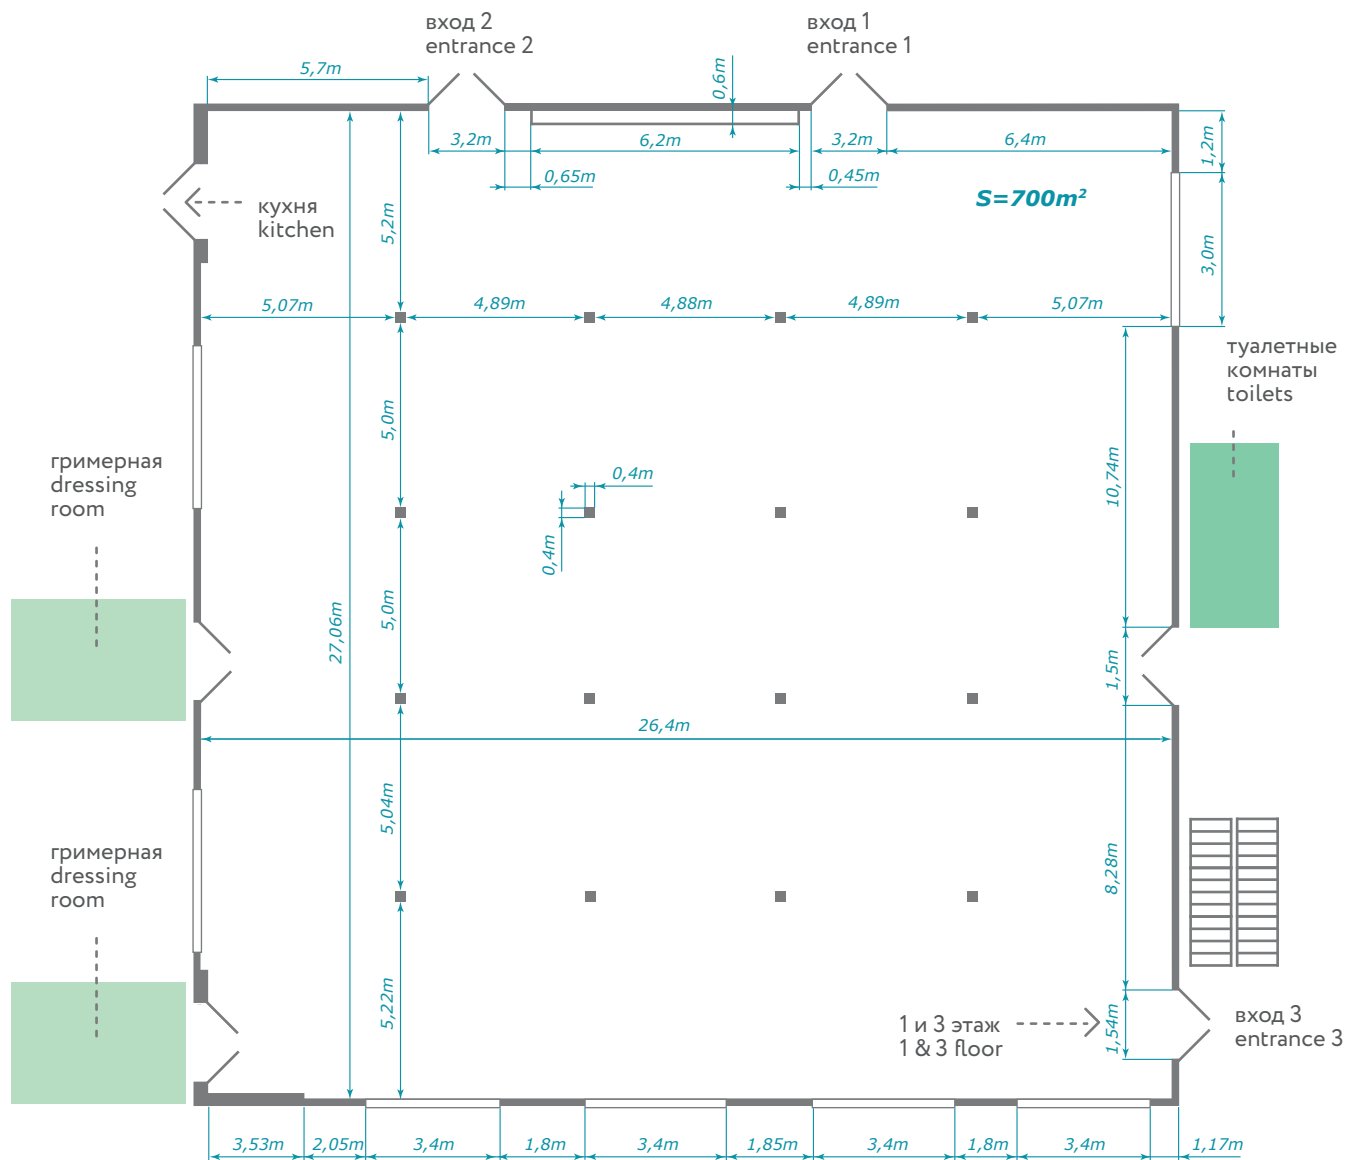 вход 2
entrance 2
вход 1
entrance 1
5,7m
0,6m
3,2m
6,2m
3,2m
6,4m
1,2m
0,65m
0,45m
S=700m²
кухня
kitchen
5,2m
3,0m
5,07m
4,89m
4,88m
4,89m
5,07m
туалетные
комнаты
toilets
5,0m
10,74m
гримерная
dressing
room
0,4m
0,4m
5,0m
27,06m
1,5m
26,4m
5,04m
8,28m
гримерная
dressing
room
5,22m
1 и 3 этаж
1 & 3 floor
1,54m
вход 3
entrance 3
3,53m
2,05m
3,4m
1,8m
3,4m
1,85m
3,4m
1,8m
3,4m
1,17m